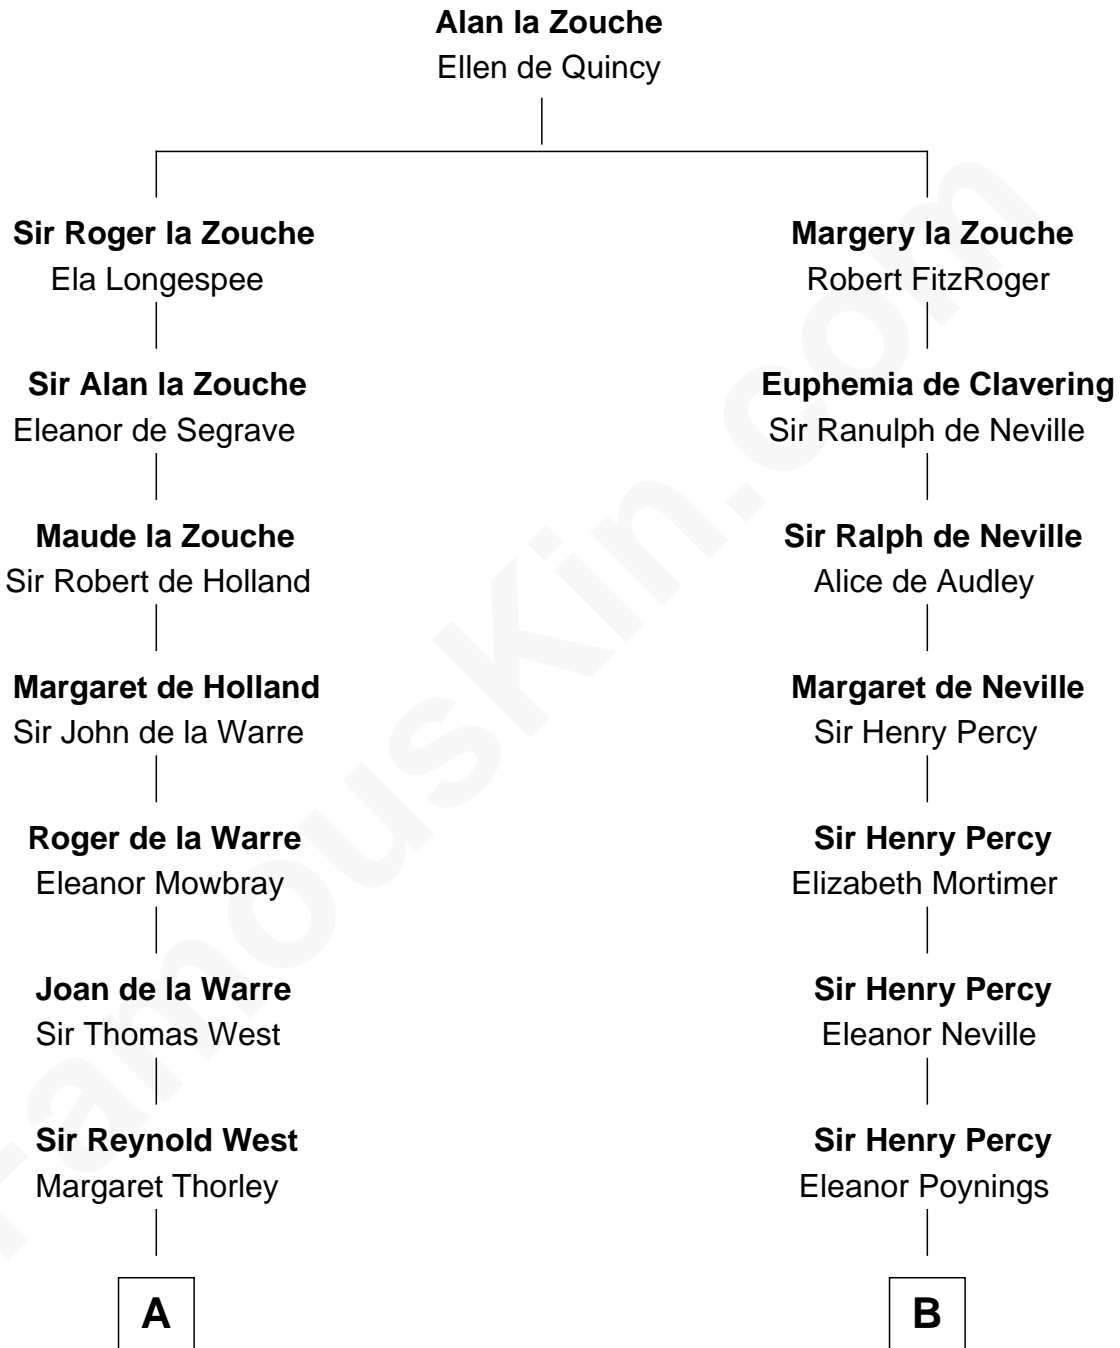 Alan la Zouche
Ellen de Quincy
Sir Roger la Zouche
Ela Longespee
Sir Alan la Zouche
Eleanor de Segrave
Maude la Zouche
Sir Robert de Holland
Margaret de Holland
Sir John de la Warre
Roger de la Warre
Eleanor Mowbray
Joan de la Warre
Sir Thomas West
Sir Reynold West
Margaret Thorley
A
Margery la Zouche
Robert FitzRoger
Euphemia de Clavering
Sir Ranulph de Neville
Sir Ralph de Neville
Alice de Audley
Margaret de Neville
Sir Henry Percy
Sir Henry Percy
Elizabeth Mortimer
Sir Henry Percy
Eleanor Neville
Sir Henry Percy
Eleanor Poynings
B
FamousKin.com